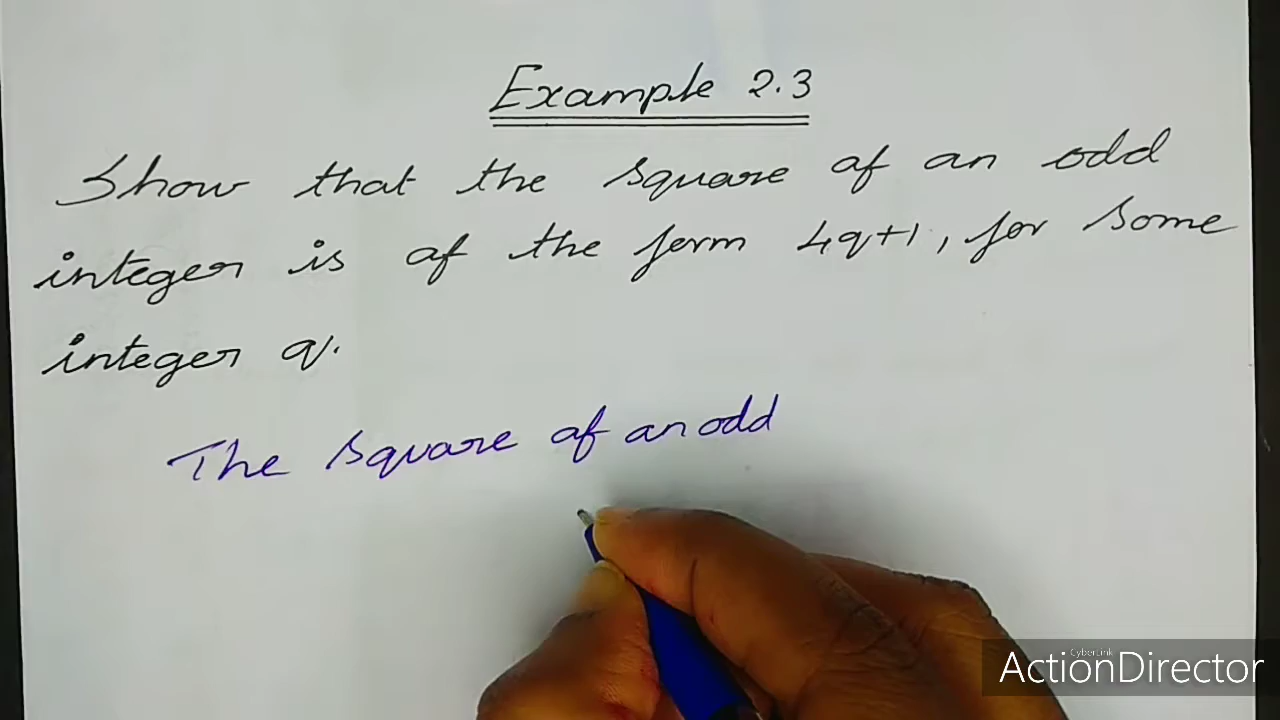 Example 2.3
Show that the square of an odd
integer is of the form 4q+1, for some
integer q.
The square of an odd
CyberLink
ActionDirector